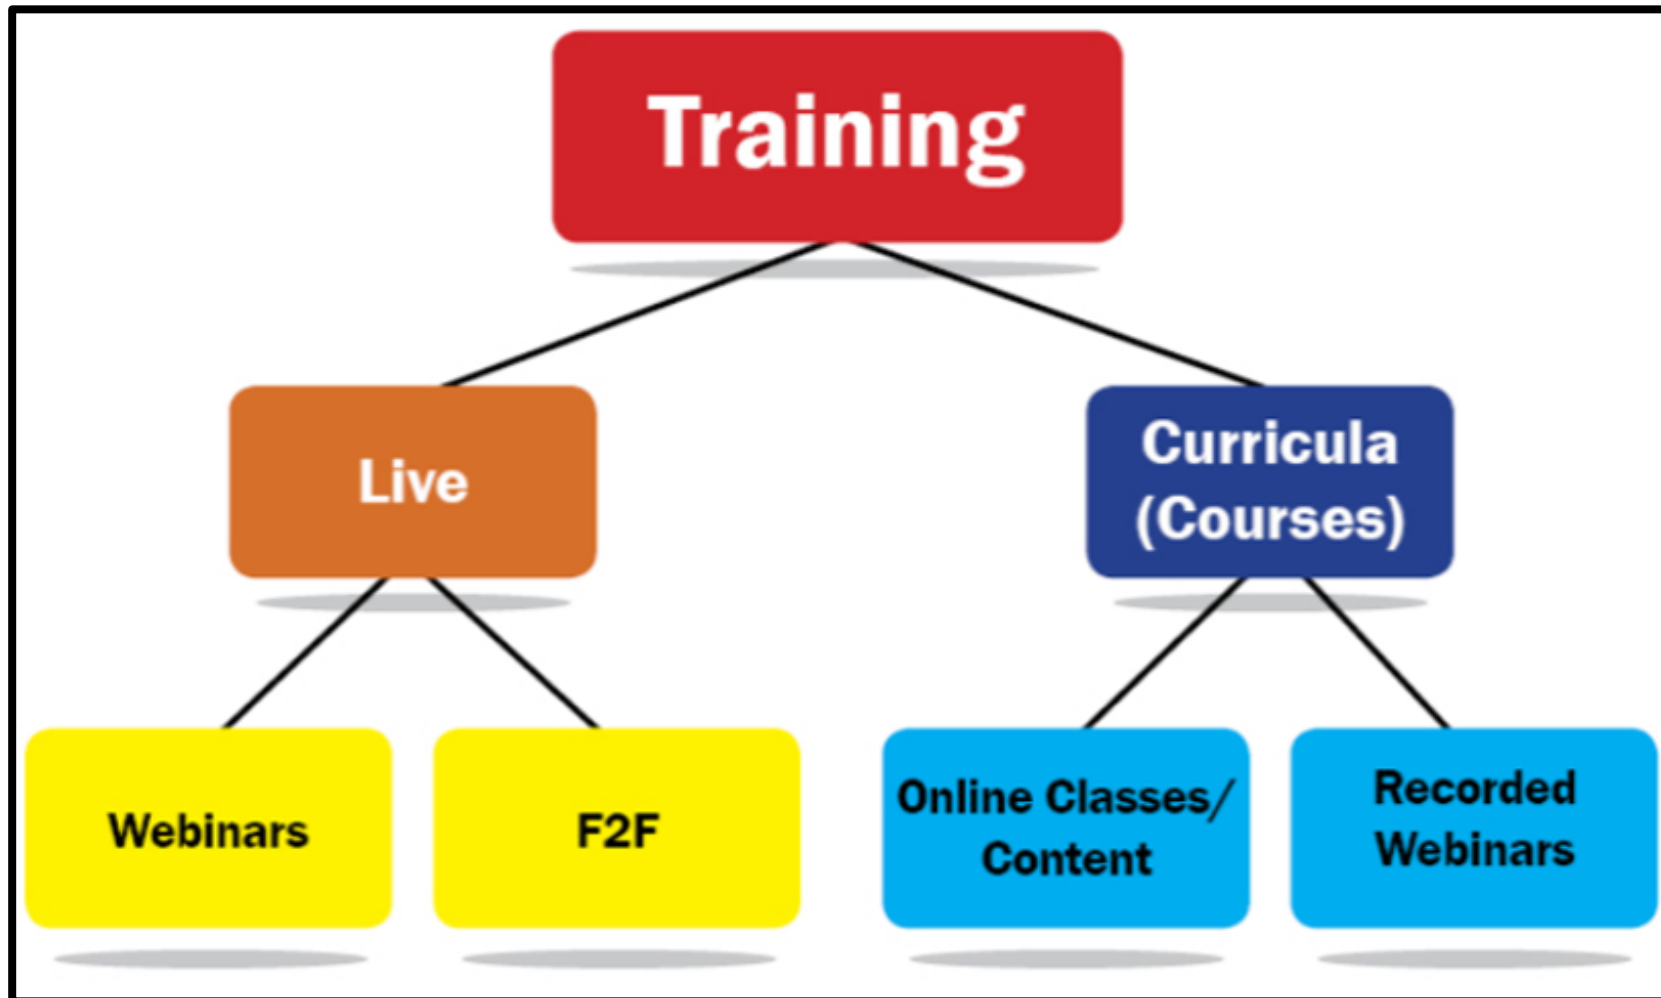 Training
Live
Curricula
(Courses)
Webinars
F2F
Online Classes/
Content
Recorded
Webinars